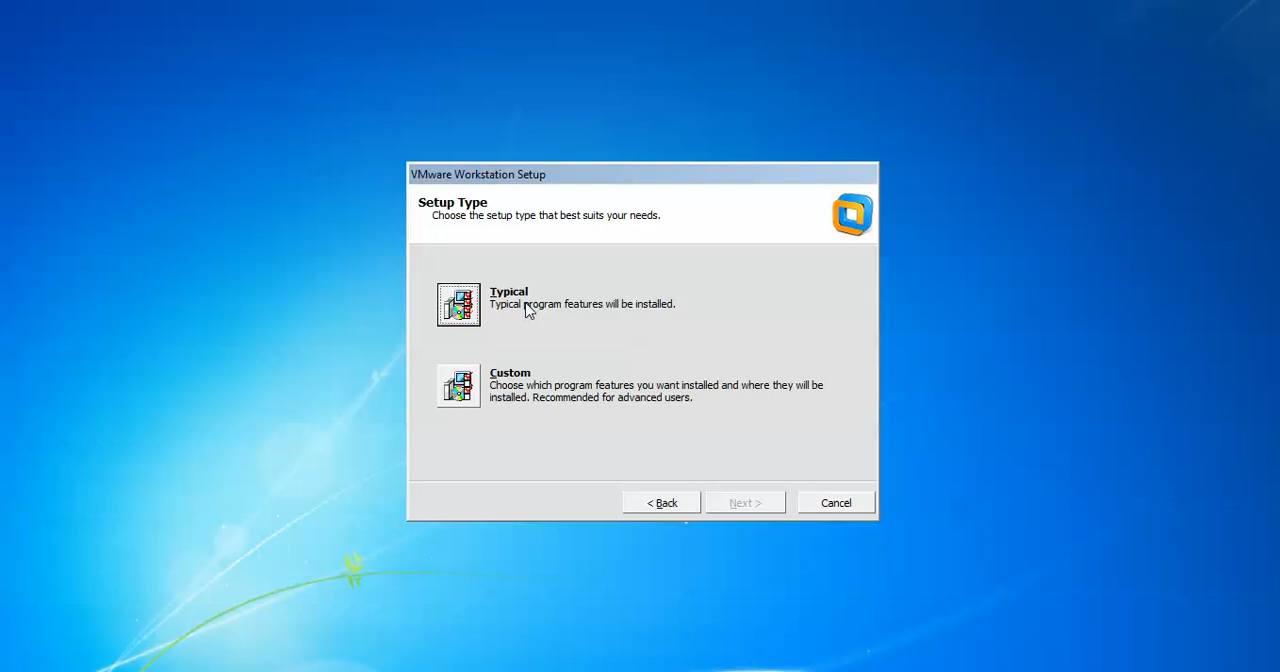 VMware Workstation Setup
Setup Type
Choose the setup type that best suits your needs.
Typical
Typical program features will be installed.
Custom
Choose which program features you want installed and where they will be
installed. Recommended for advanced users.
< Back Next > Cancel